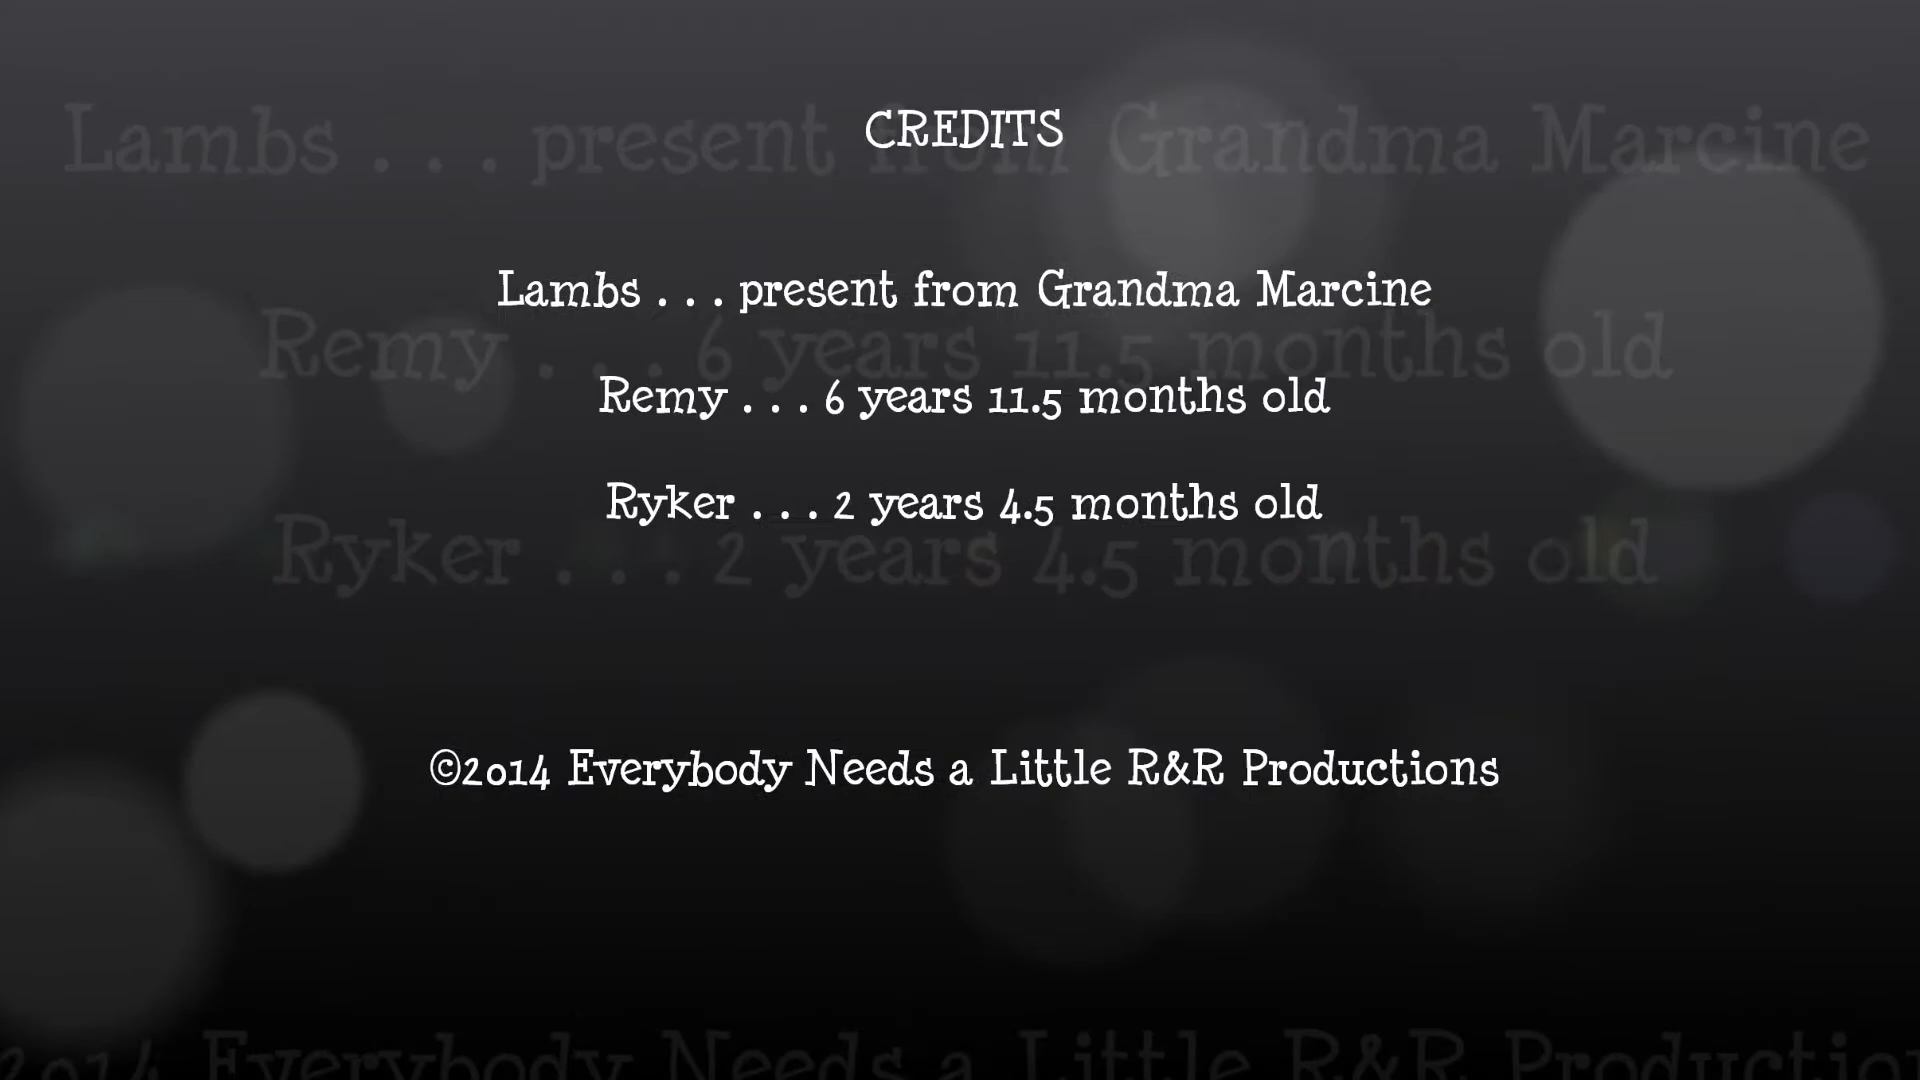 CREDITS
Lambs . . . present from Grandma Marcine
Remy . . . 6 years 11.5 months old
Ryker . . . 2 years 4.5 months old
©2014 Everybody Needs a Little R&R Productions